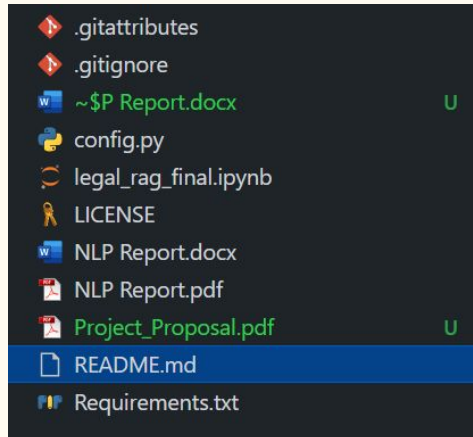 .gitattributes
.gitignore
~$P Report.docx U
config.py
legal_rag_final.ipynb
LICENSE
NLP Report.docx
NLP Report.pdf
Project_Proposal.pdf U
README.md
Requirements.txt